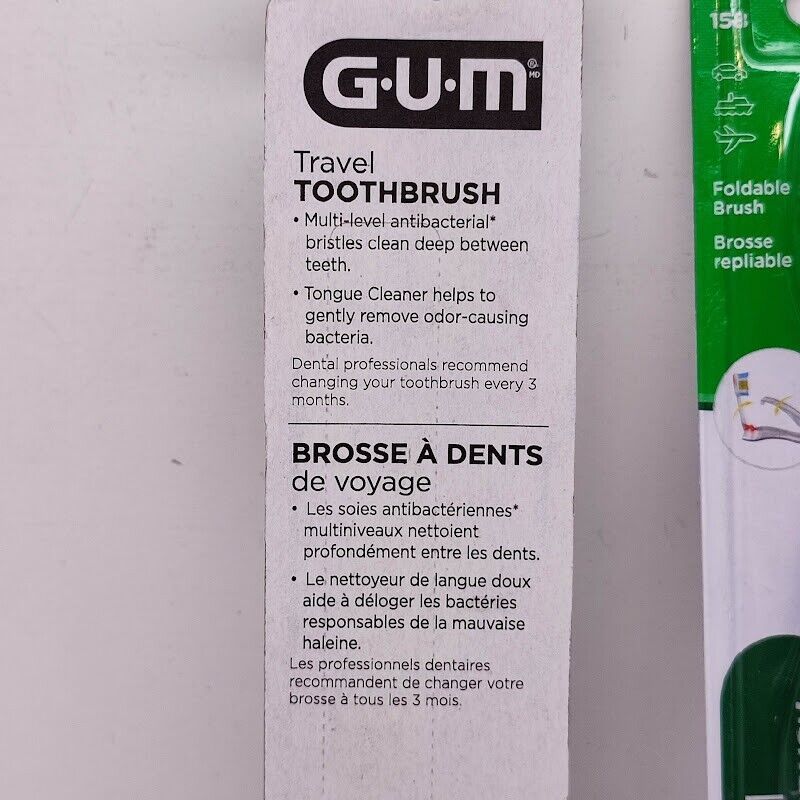 G·U·M® MD
Travel
TOOTHBRUSH
• Multi-level antibacterial*
bristles clean deep between
teeth.
• Tongue Cleaner helps to
gently remove odor-causing
bacteria.
Dental professionals recommend
changing your toothbrush every 3
months.
BROSSE À DENTS
de voyage
• Les soies antibactériennes*
multiniveaux nettoient
profondément entre les dents.
• Le nettoyeur de langue doux
aide à déloger les bactéries
responsables de la mauvaise
haleine.
Les professionnels dentaires
recommandent de changer votre
brosse à tous les 3 mois.
158
Foldable
Brush
Brosse
repliable